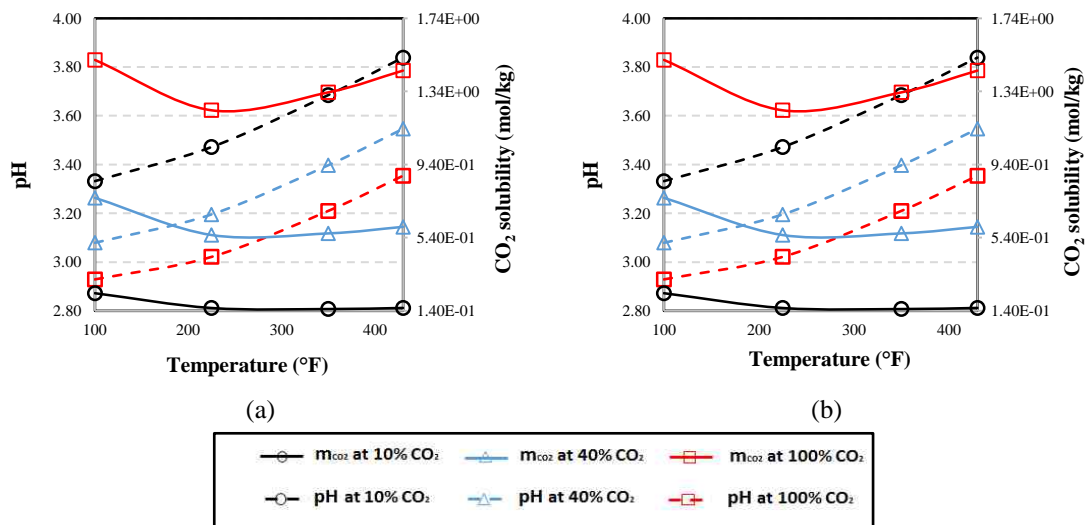 4.00
3.80
3.60
3.40
3.20
3.00
2.80
pH
1.74E+00
1.34E+00
9.40E-01
5.40E-01
1.40E-01
CO₂ solubility (mol/kg)
100 200 300 400
Temperature (°F)
(a)
4.00
3.80
3.60
3.40
3.20
3.00
2.80
pH
1.74E+00
1.34E+00
9.40E-01
5.40E-01
1.40E-01
CO₂ solubility (mol/kg)
100 200 300 400
Temperature (°F)
(b)
m_CO₂ at 10% CO₂ m_CO₂ at 40% CO₂ m_CO₂ at 100% CO₂
pH at 10% CO₂ pH at 40% CO₂ pH at 100% CO₂